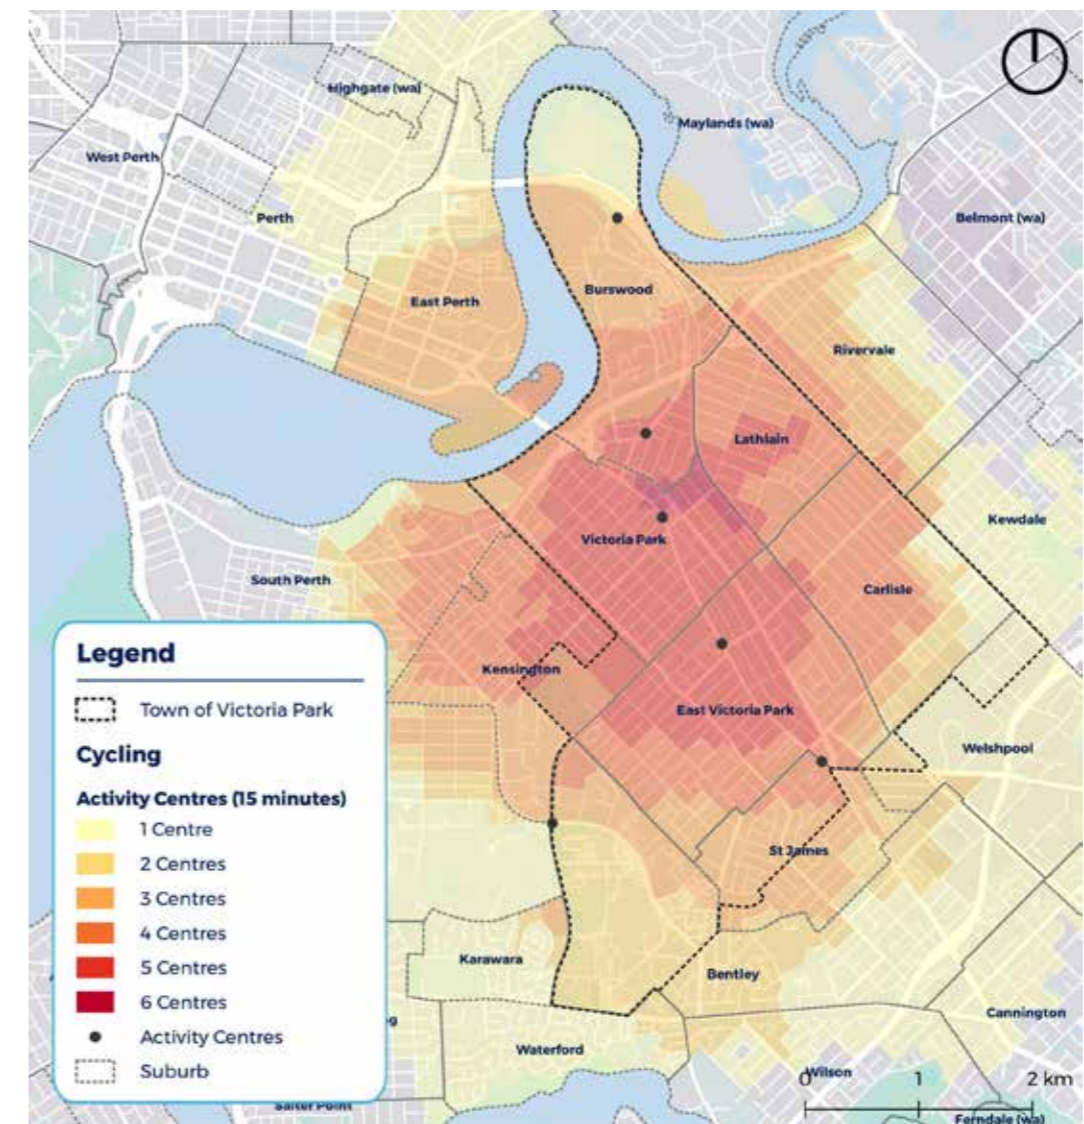 Highgate (wa)
Maylands (wa)
West Perth
Perth
Belmont (wa)
Burswood
East Perth
Rivervale
Lathlain
Kewdale
Victoria Park
South Perth
Carlisle
Kensington
East Victoria Park
Welshpool
St James
Karawara
Bentley
Cannington
Waterford
Wilson
Salter Point
Ferndale (wa)
Legend
Town of Victoria Park
Cycling
Activity Centres (15 minutes)
1 Centre
2 Centres
3 Centres
4 Centres
5 Centres
6 Centres
Activity Centres
Suburb
0 1 2 km